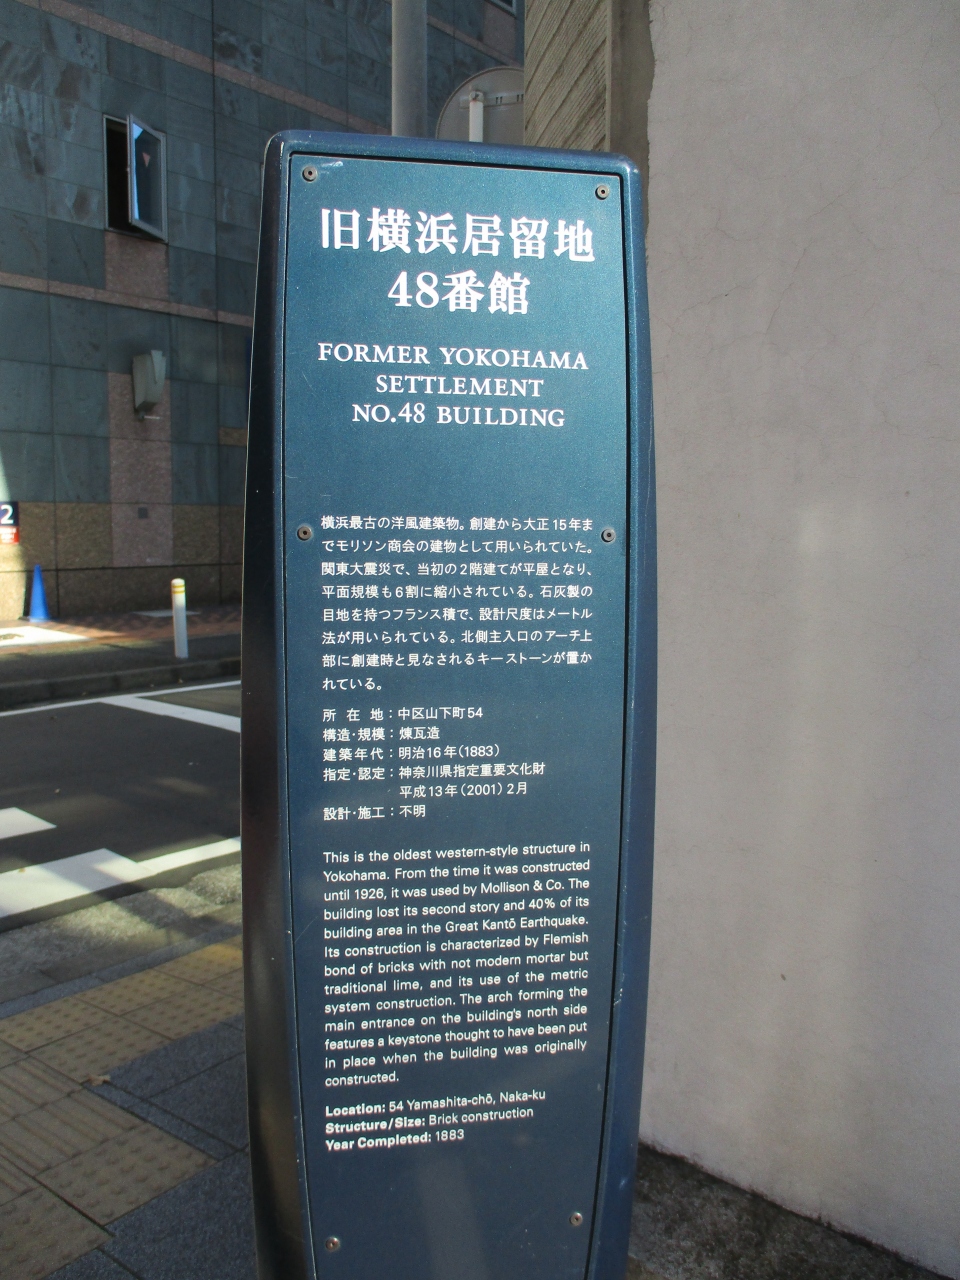 旧横浜居留地
48番館
FORMER YOKOHAMA
SETTLEMENT
NO.48 BUILDING
横浜最古の洋風建築物。創建から大正15年ま
でモリソン商会の建物として用いられていた。
関東大震災で、当初の2階建てが平屋となり、
平面規模も6割に縮小されている。石灰製の
目地を持つフランス積で、設計尺度はメートル
法が用いられている。北側主入口のアーチ上
部に創建時と見なされるキーストーンが置か
れている。
所在地:中区山下町54
構造・規模:煉瓦造
建築年代:明治16年(1883)
指定・認定:神奈川県指定重要文化財
平成13年(2001)2月
設計・施工:不明
This is the oldest western-style structure in
Yokohama. From the time it was constructed
until 1926, it was used by Mollison & Co. The
building lost its second story and 40% of its
building area in the Great Kantō Earthquake.
Its construction is characterized by Flemish
bond of bricks with not modern mortar but
traditional lime, and its use of the metric
system construction. The arch forming the
main entrance on the building's north side
features a keystone thought to have been put
in place when the building was originally
constructed.
Location: 54 Yamashita-chō, Naka-ku
Structure/Size: Brick construction
Year Completed: 1883
2